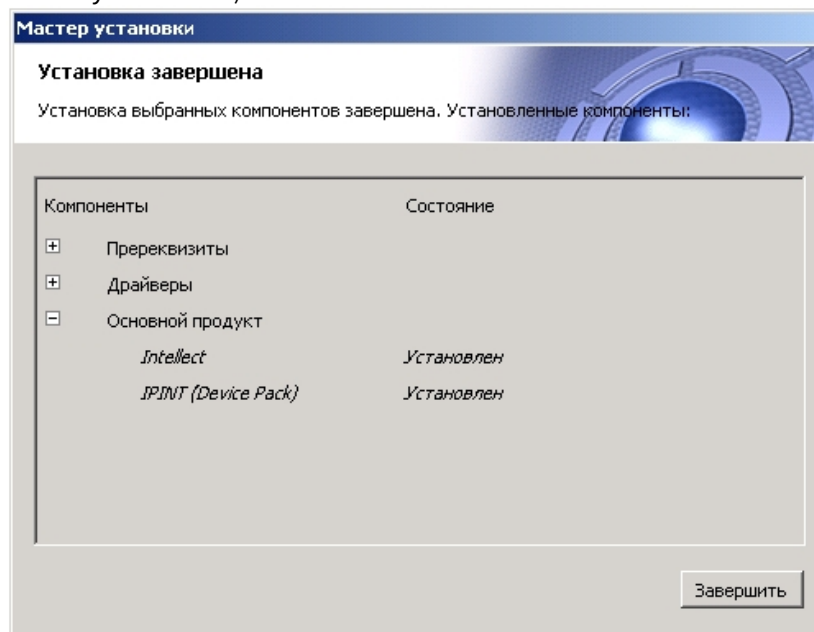 Мастер установки
Установка завершена
Установка выбранных компонентов завершена. Установленные компоненты:
Компоненты Состояние
Пререквизиты
Драйверы
Основной продукт
Intellect Установлен
IPINT (Device Pack) Установлен
Завершить